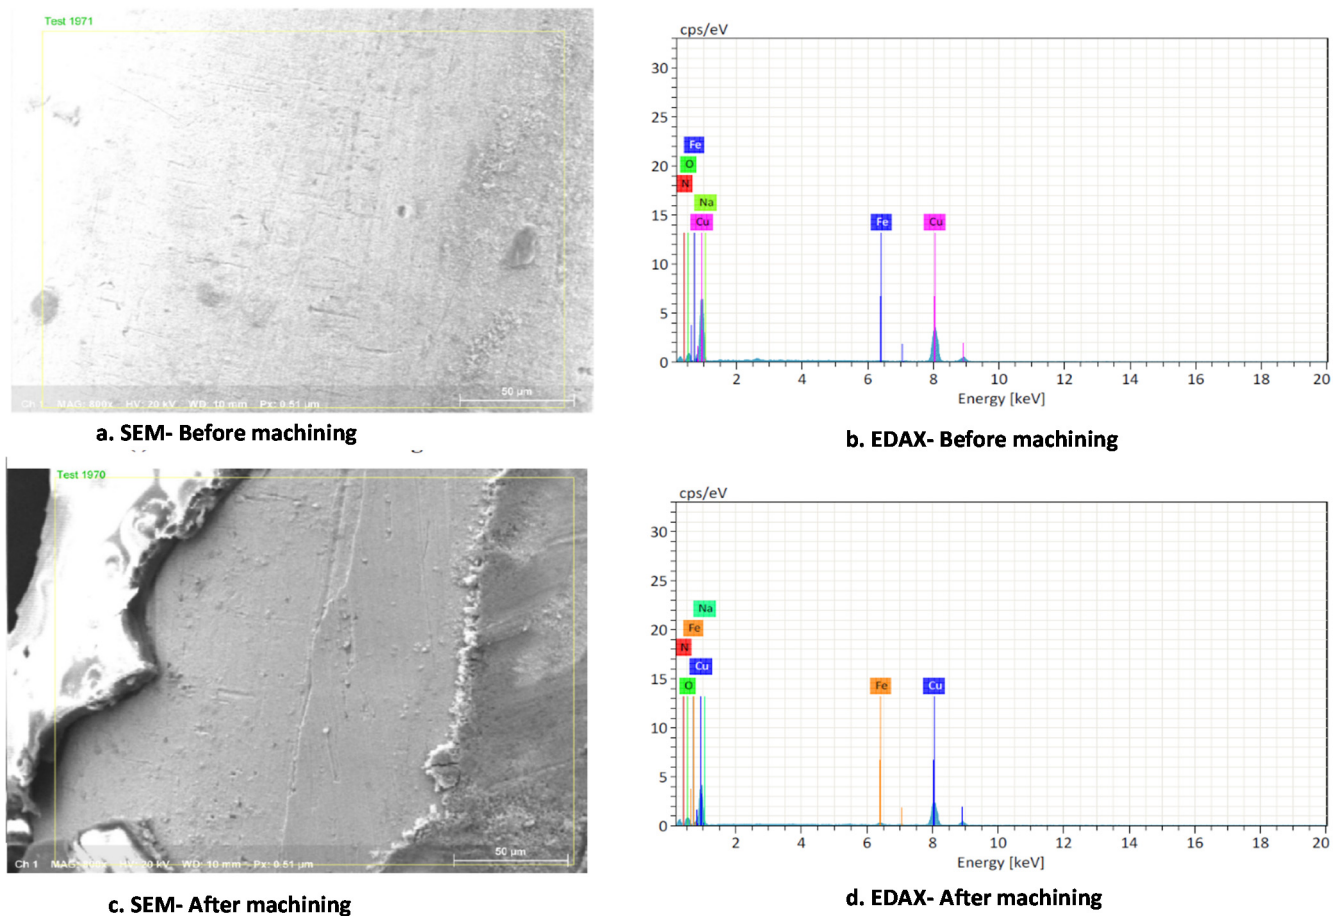 Test 1971
Ch 1 MAG: 800x HV: 20 kV WD: 10 mm Px: 0.51 µm
50 µm
a. SEM- Before machining
cps/eV
30
25
20
15
10
5
0
Fe
O
N
Na
Cu
Fe
Cu
2 4 6 8 10 12 14 16 18 20
Energy [keV]
b. EDAX- Before machining
Test 1970
Ch 1 MAG: 800x HV: 20 kV WD: 10 mm Px: 0.51 µm
50 µm
c. SEM- After machining
cps/eV
30
25
20
15
10
5
0
Na
Fe
N
Cu
O
Fe
Cu
2 4 6 8 10 12 14 16 18 20
Energy [keV]
d. EDAX- After machining